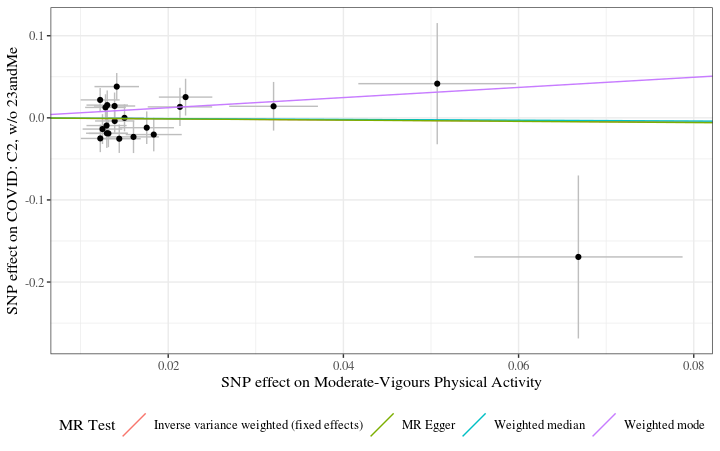 SNP effect on COVID: C2, w/o 23andMe
0.1
0.0
-0.1
-0.2
0.02 0.04 0.06 0.08
SNP effect on Moderate-Vigours Physical Activity
MR Test Inverse variance weighted (fixed effects) MR Egger Weighted median Weighted mode